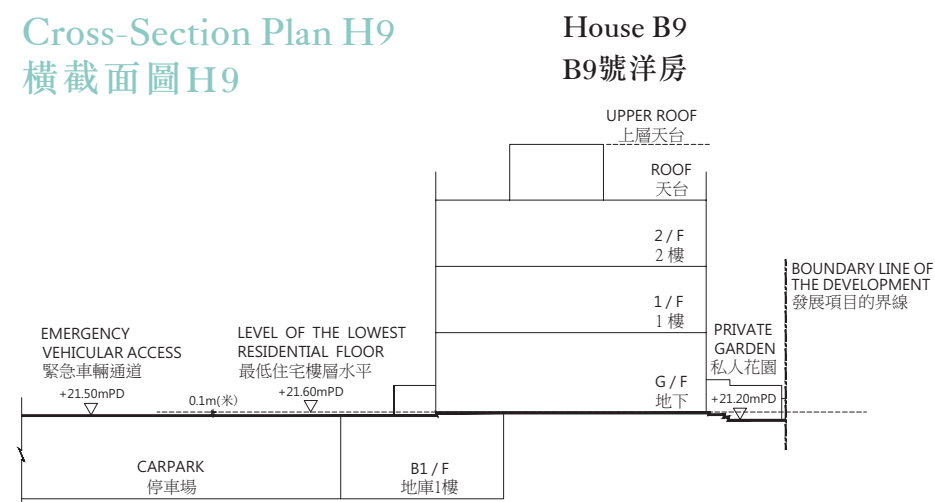 Cross-Section Plan H9
橫截面圖H9
House B9
B9號洋房
UPPER ROOF
上層天台
ROOF
天台
2 / F
2 樓
1 / F
1 樓
BOUNDARY LINE OF
THE DEVELOPMENT
發展項目的界線
EMERGENCY
VEHICULAR ACCESS
緊急車輛通道
+21.50mPD
0.1m(米)
LEVEL OF THE LOWEST
RESIDENTIAL FLOOR
最低住宅樓層水平
+21.60mPD
G / F
地下
PRIVATE
GARDEN
私人花園
+21.20mPD
CARPARK
停車場
B1 / F
地庫1樓